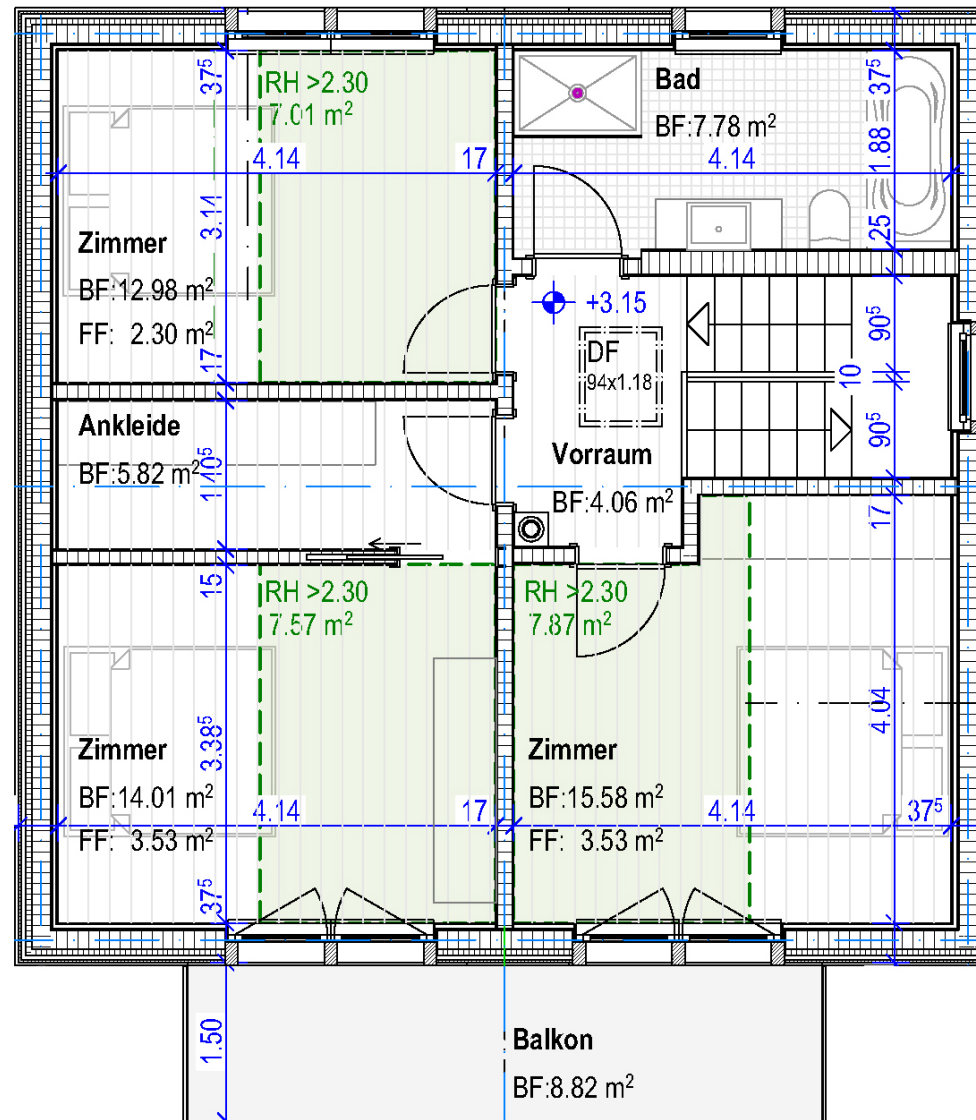 37⁵
RH >2.30
7.01 m²
Bad
BF:7.78 m²
37⁵
1.88
4.14
17
4.14
3.14
Zimmer
BF:12.98 m²
FF: 2.30 m²
25
+3.15
DF
94x1.18
90⁵
10
90⁵
17
Ankleide
BF:5.82 m²
1.40⁵
Vorraum
BF:4.06 m²
17
15
RH >2.30
7.57 m²
RH >2.30
7.87 m²
4.04
Zimmer
BF:14.01 m²
FF: 3.53 m²
3.38⁵
Zimmer
BF:15.58 m²
FF: 3.53 m²
4.14
17
4.14
37⁵
37⁵
1.50
Balkon
BF:8.82 m²